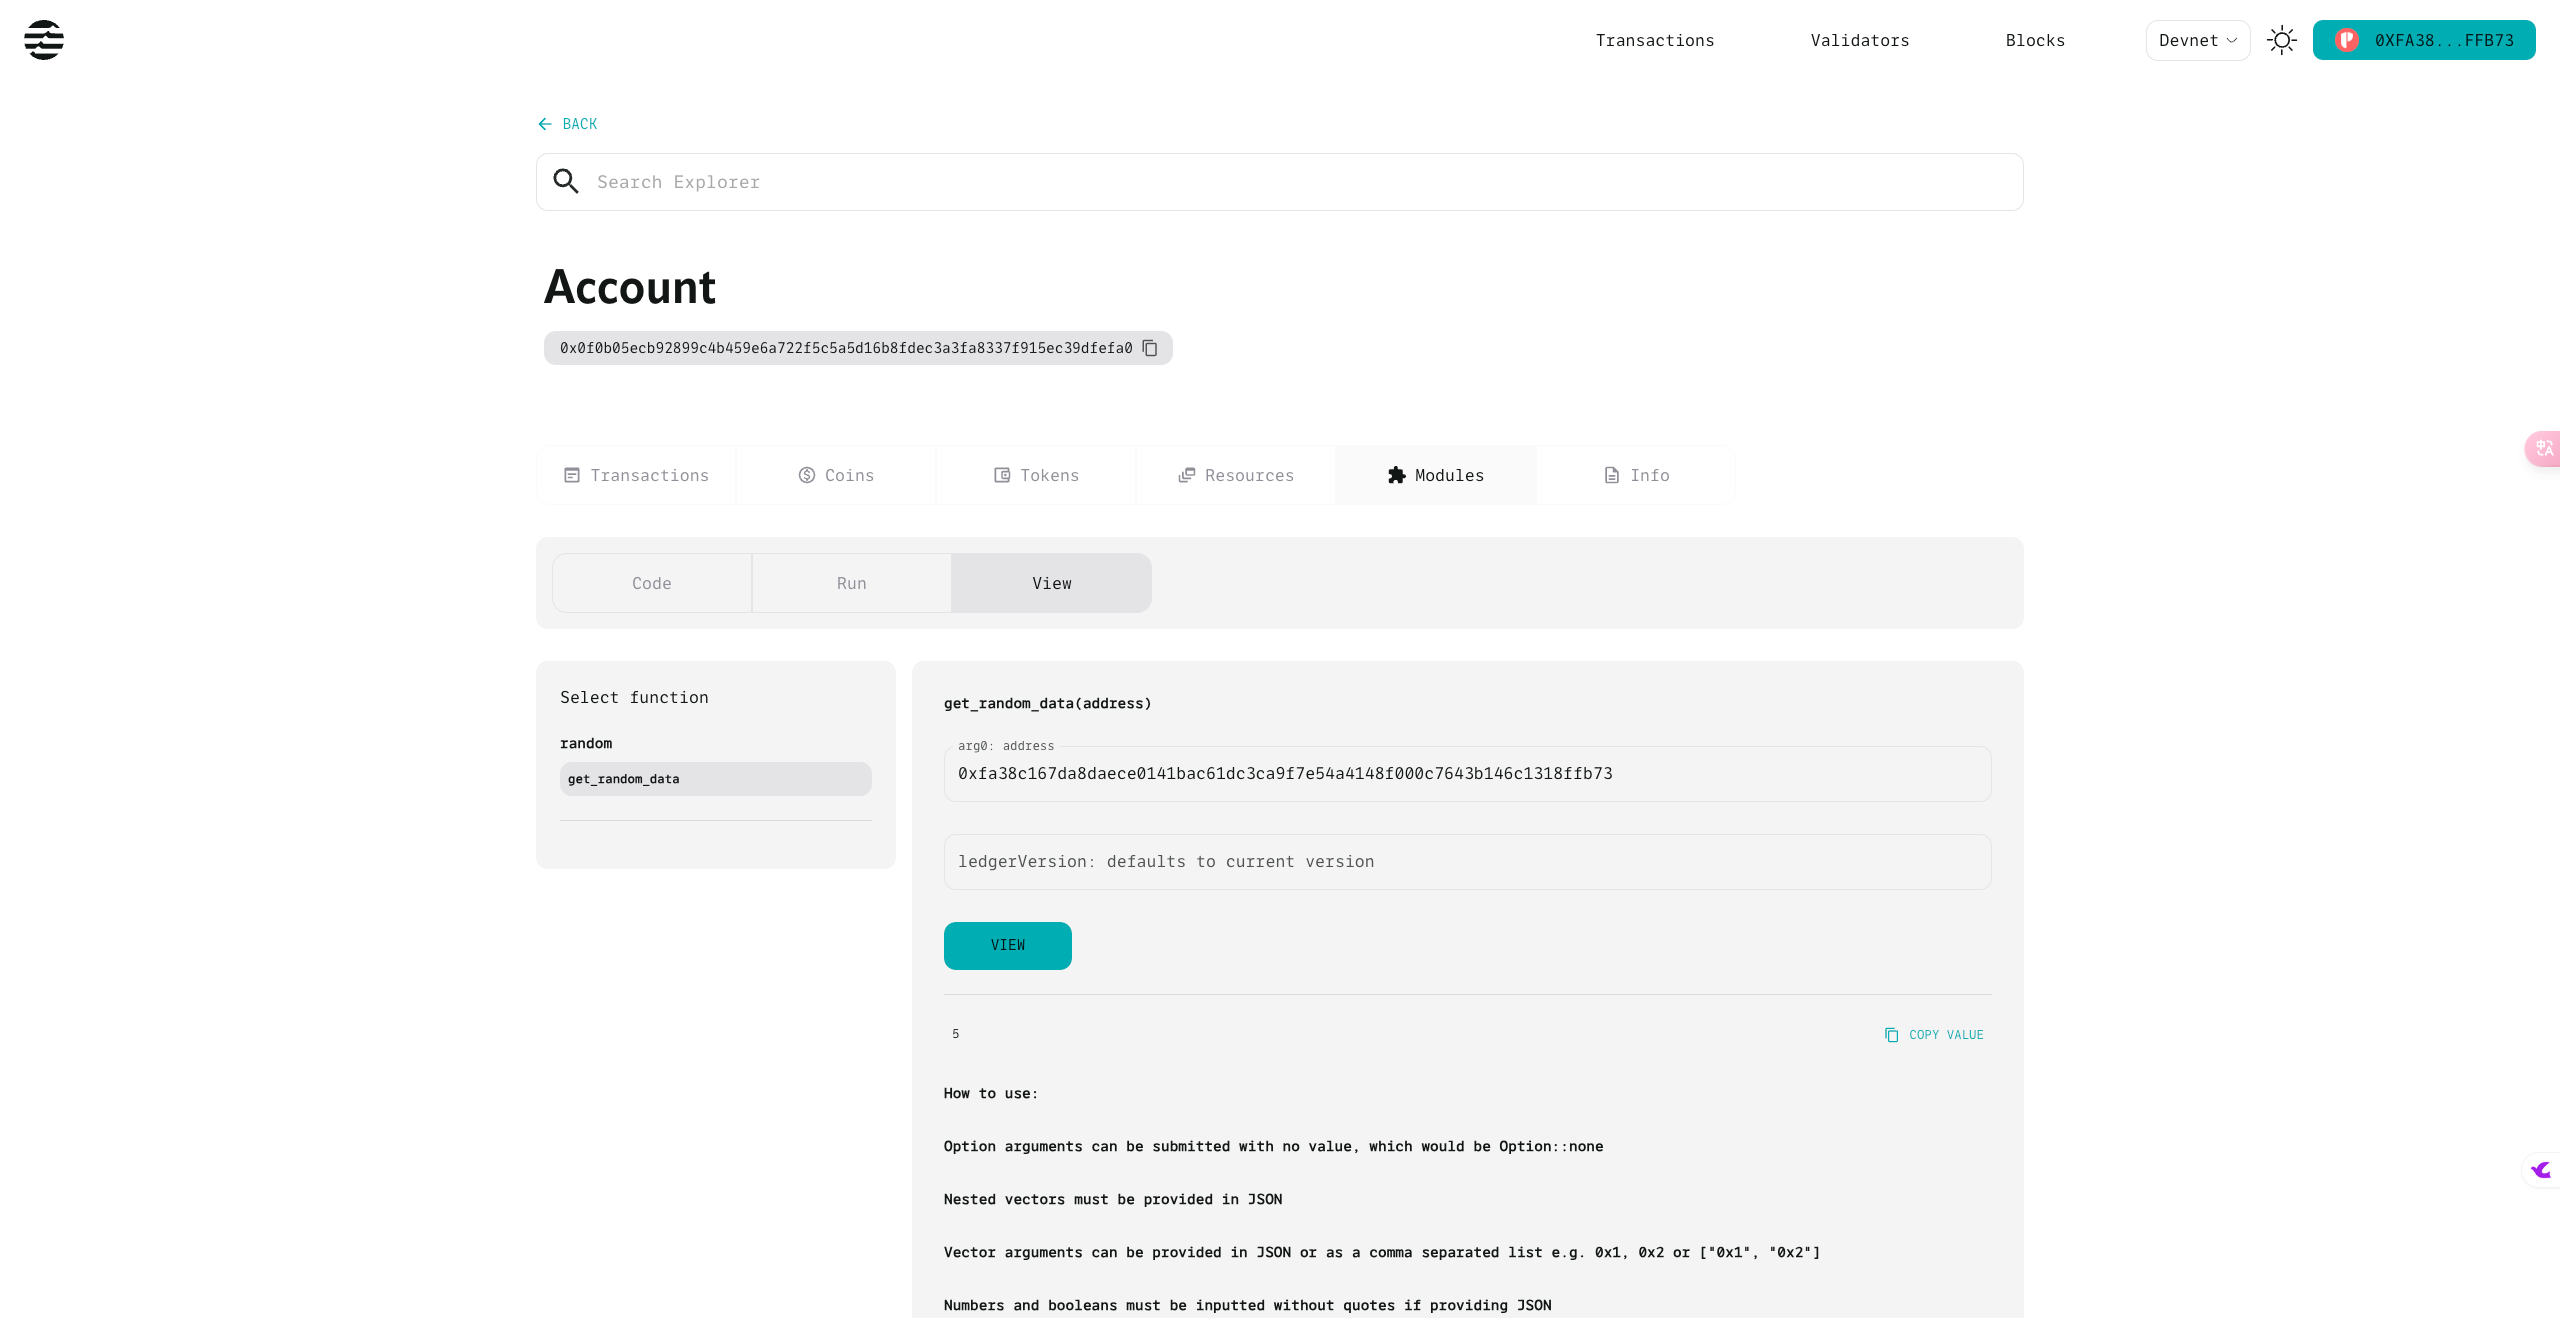 Transactions
Validators
Blocks
Devnet
0XFA38...FFB73
BACK
Search Explorer
Account
0x0f0b05ecb92899c4b459e6a722f5c5a5d16b8fdec3a3fa8337f915ec39dfefa0
Transactions
Coins
Tokens
Resources
Modules
Info
Code
Run
View
Select function
random
get_random_data
get_random_data(address)
arg0: address
0xfa38c167da8daece0141bac61dc3ca9f7e54a4148f000c7643b146c1318ffb73
ledgerVersion: defaults to current version
VIEW
5
COPY VALUE
How to use:
Option arguments can be submitted with no value, which would be Option::none
Nested vectors must be provided in JSON
Vector arguments can be provided in JSON or as a comma separated list e.g. 0x1, 0x2 or ["0x1", "0x2"]
Numbers and booleans must be inputted without quotes if providing JSON